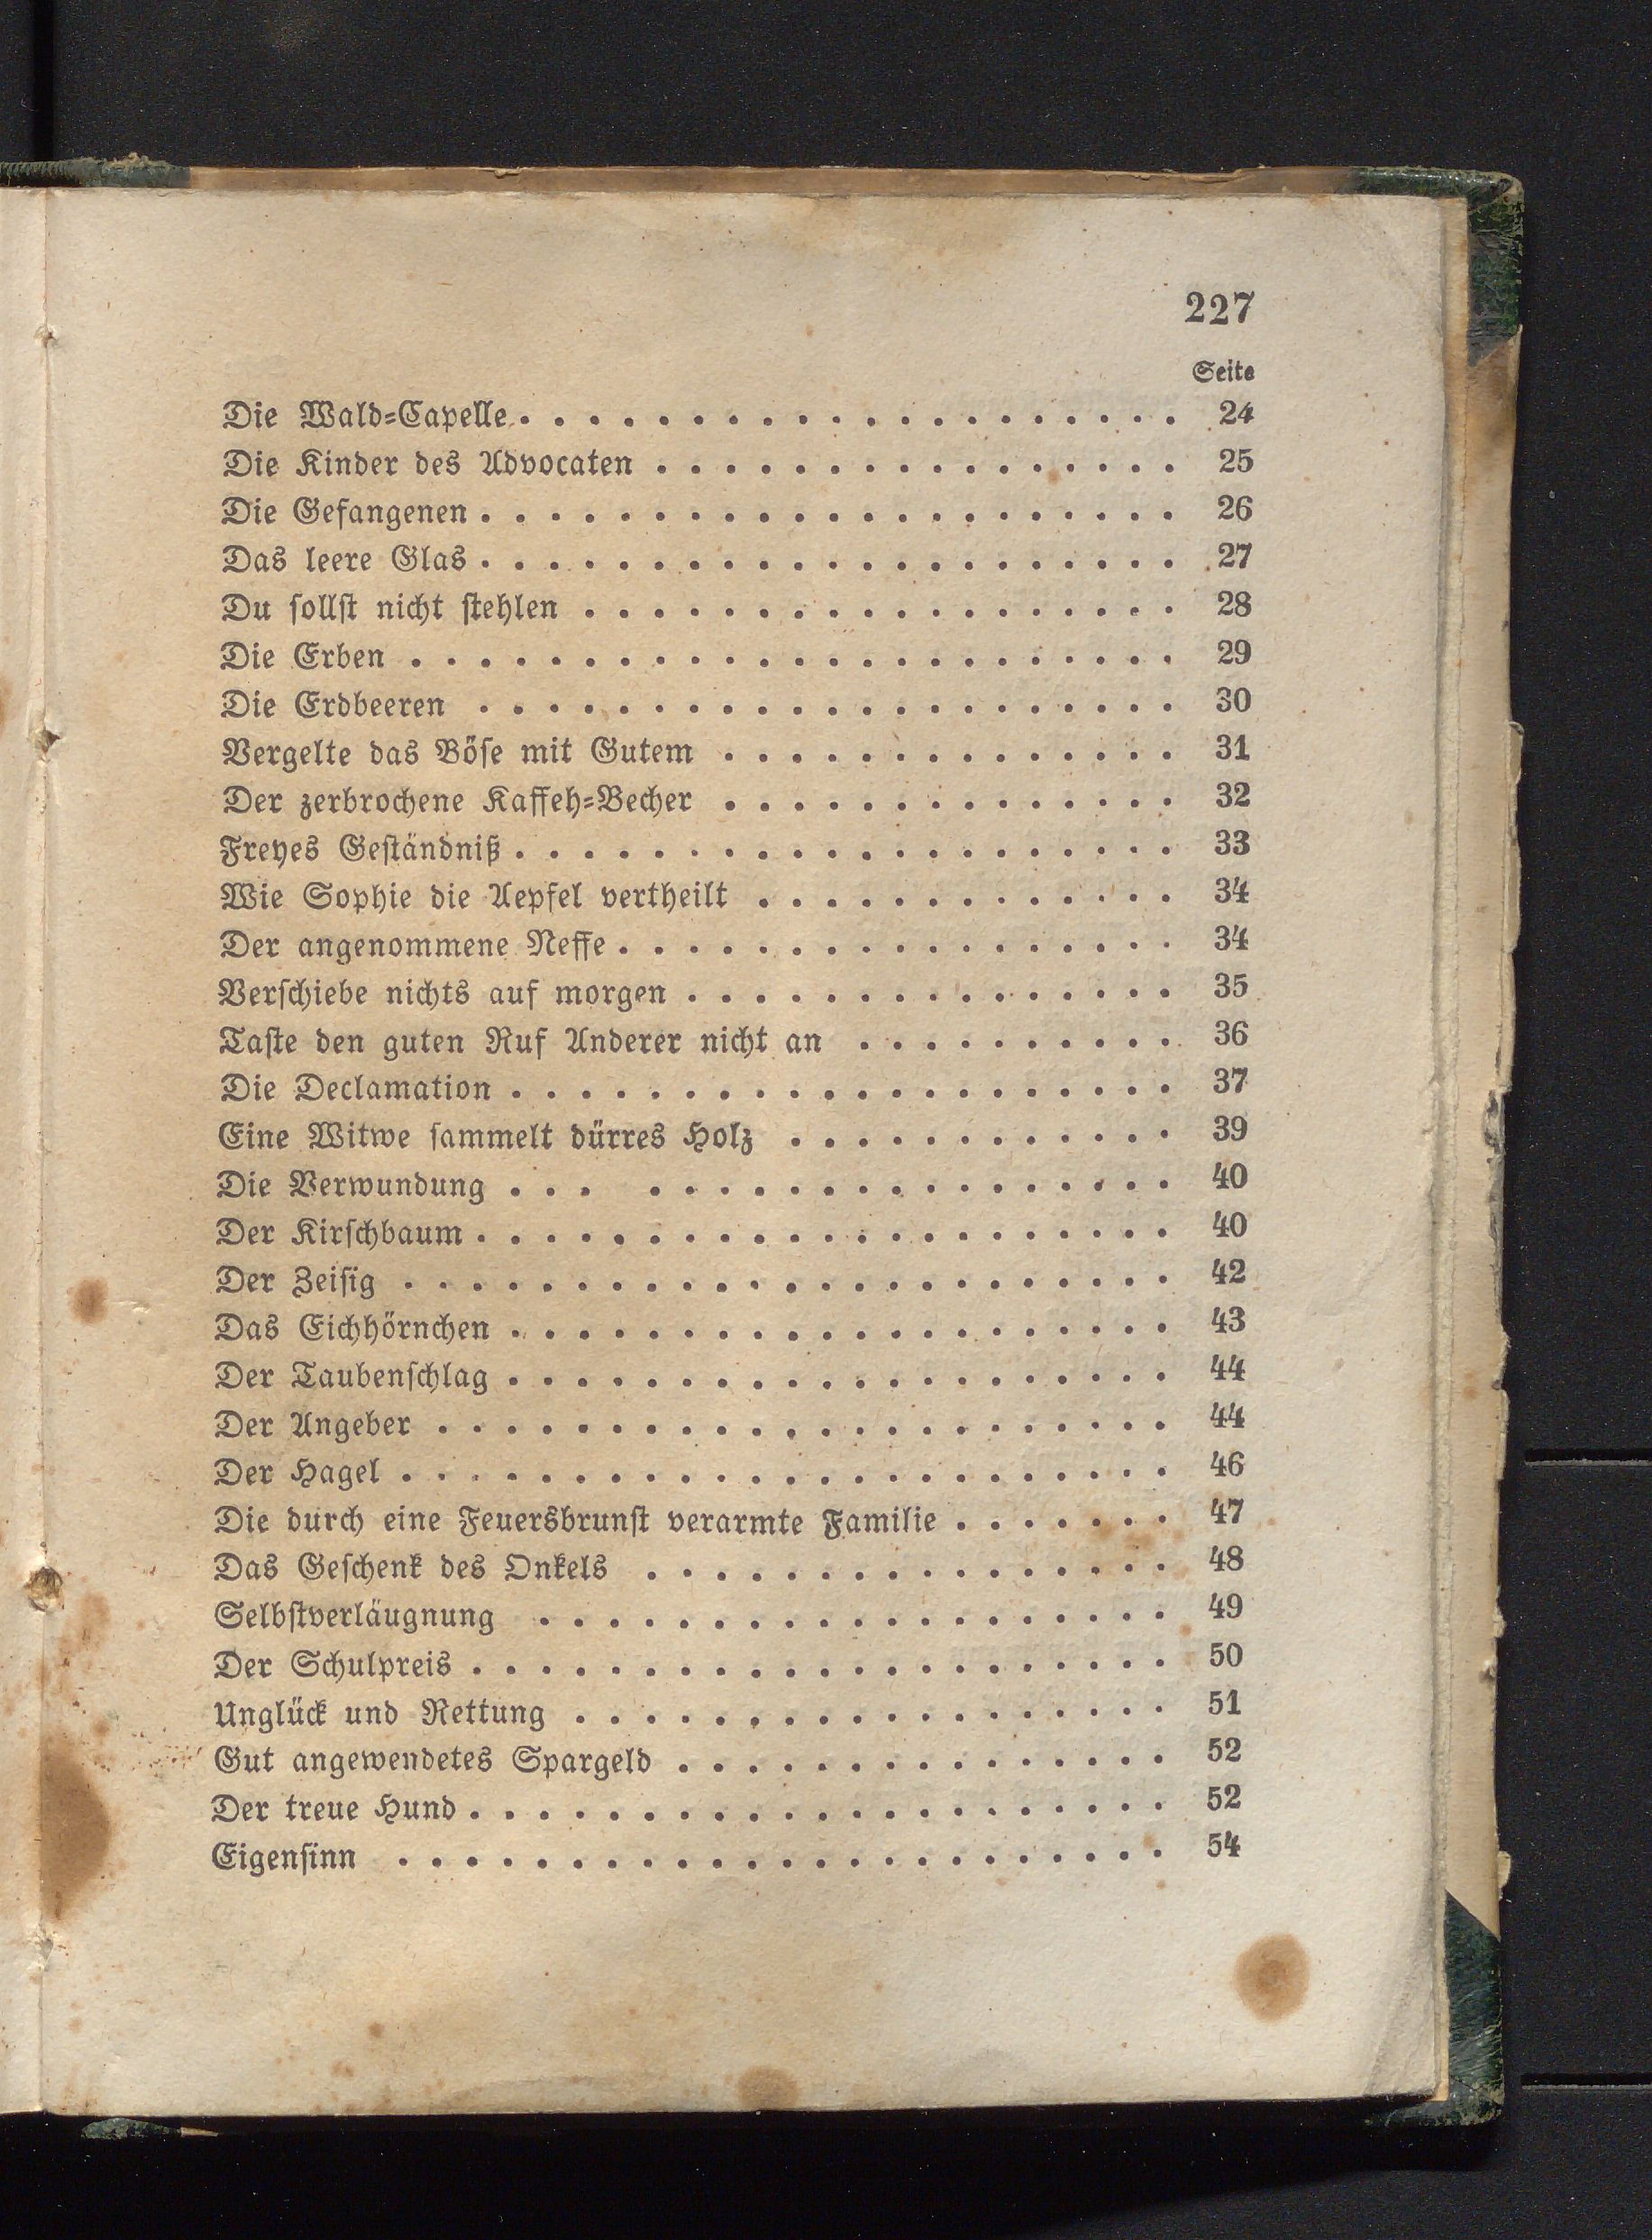 227
Seite
Die Wald=Capelle. . . . . . . . . . . . . . . . . . . . 24
Die Kinder des Advocaten . . . . . . . . . . . . . . . . 25
Die Gefangenen . . . . . . . . . . . . . . . . . . . . . 26
Das leere Glas . . . . . . . . . . . . . . . . . . . . . 27
Du ſollſt nicht ſtehlen . . . . . . . . . . . . . . . . . . 28
Die Erben . . . . . . . . . . . . . . . . . . . . . . . 29
Die Erdbeeren . . . . . . . . . . . . . . . . . . . . . 30
Vergelte das Böſe mit Gutem . . . . . . . . . . . . . . 31
Der zerbrochene Kaffeh=Becher . . . . . . . . . . . . . . 32
Freyes Geſtändniß . . . . . . . . . . . . . . . . . . . . 33
Wie Sophie die Aepfel vertheilt . . . . . . . . . . . . . 34
Der angenommene Neffe . . . . . . . . . . . . . . . . . 34
Verſchiebe nichts auf morgen . . . . . . . . . . . . . . . 35
Taſte den guten Ruf Anderer nicht an . . . . . . . . . . 36
Die Declamation . . . . . . . . . . . . . . . . . . . . 37
Eine Witwe ſammelt dürres Holz . . . . . . . . . . . . 39
Die Verwundung . . . . . . . . . . . . . . . . . . . 40
Der Kirſchbaum . . . . . . . . . . . . . . . . . . . . . 40
Der Zeiſig . . . . . . . . . . . . . . . . . . . . . . . 42
Das Eichhörnchen . . . . . . . . . . . . . . . . . . . . 43
Der Taubenſchlag . . . . . . . . . . . . . . . . . . . . 44
Der Angeber . . . . . . . . . . . . . . . . . . . . . . 44
Der Hagel . . . . . . . . . . . . . . . . . . . . . . . 46
Die durch eine Feuersbrunſt verarmte Familie . . . . . . . 47
Das Geſchenk des Onkels . . . . . . . . . . . . . . . . 48
Selbſtverläugnung . . . . . . . . . . . . . . . . . . . 49
Der Schulpreis . . . . . . . . . . . . . . . . . . . . . 50
Unglück und Rettung . . . . . . . . . . . . . . . . . . 51
Gut angewendetes Spargeld . . . . . . . . . . . . . . . 52
Der treue Hund . . . . . . . . . . . . . . . . . . . . . 52
Eigenſinn . . . . . . . . . . . . . . . . . . . . . . . 54